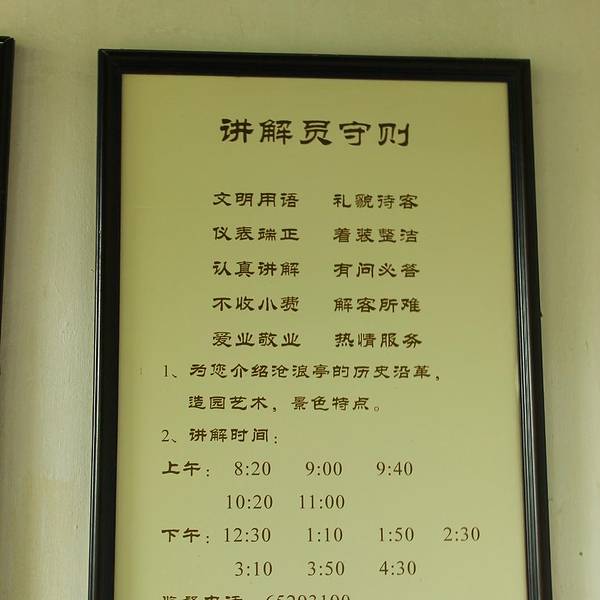 讲解员守则
文明用语 礼貌待客
仪表端正 着装整洁
认真讲解 有问必答
不收小费 解客所难
爱业敬业 热情服务
1、为您介绍沧浪亭的历史沿革，
造园艺术，景色特点。
2、讲解时间：
上午： 8:20 9:00 9:40
10:20 11:00
下午：12:30 1:10 1:50 2:30
3:10 3:50 4:30